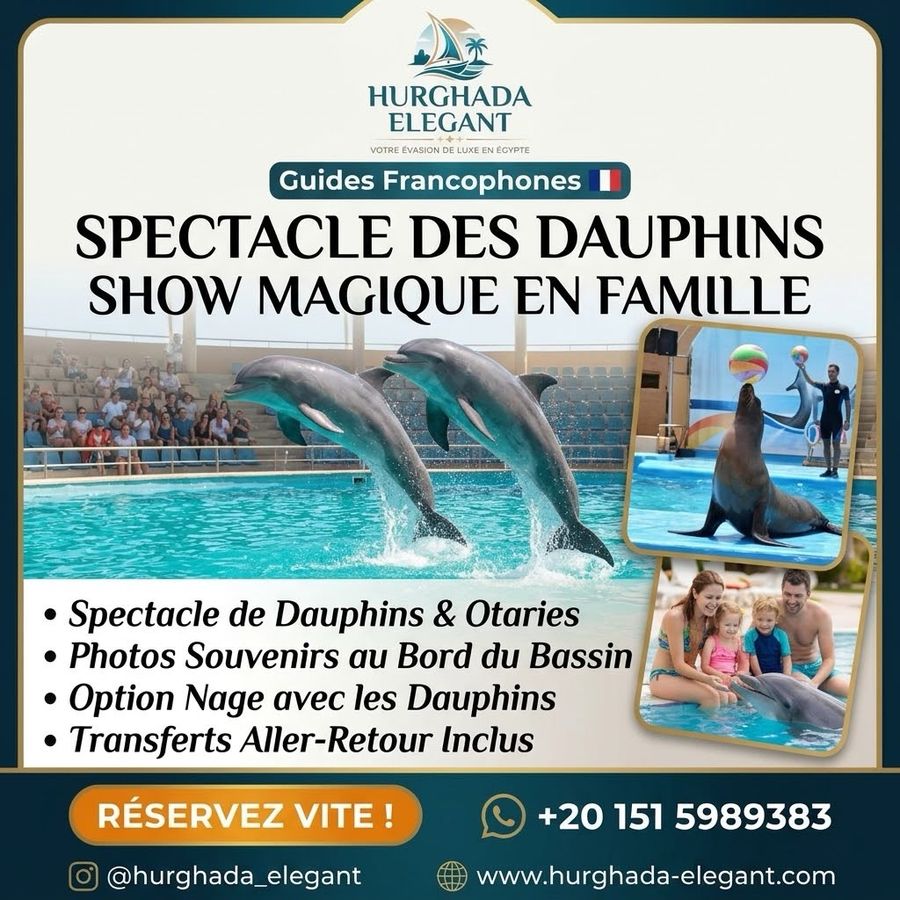 HURGHADA
ELEGANT
VOTRE ÉVASION DE LUXE EN ÉGYPTE
Guides Francophones 🇫🇷
SPECTACLE DES DAUPHINS
SHOW MAGIQUE EN FAMILLE
• Spectacle de Dauphins & Otaries
• Photos Souvenirs au Bord du Bassin
• Option Nage avec les Dauphins
• Transferts Aller-Retour Inclus
RÉSERVEZ VITE !
+20 151 5989383
@hurghada_elegant
www.hurghada-elegant.com